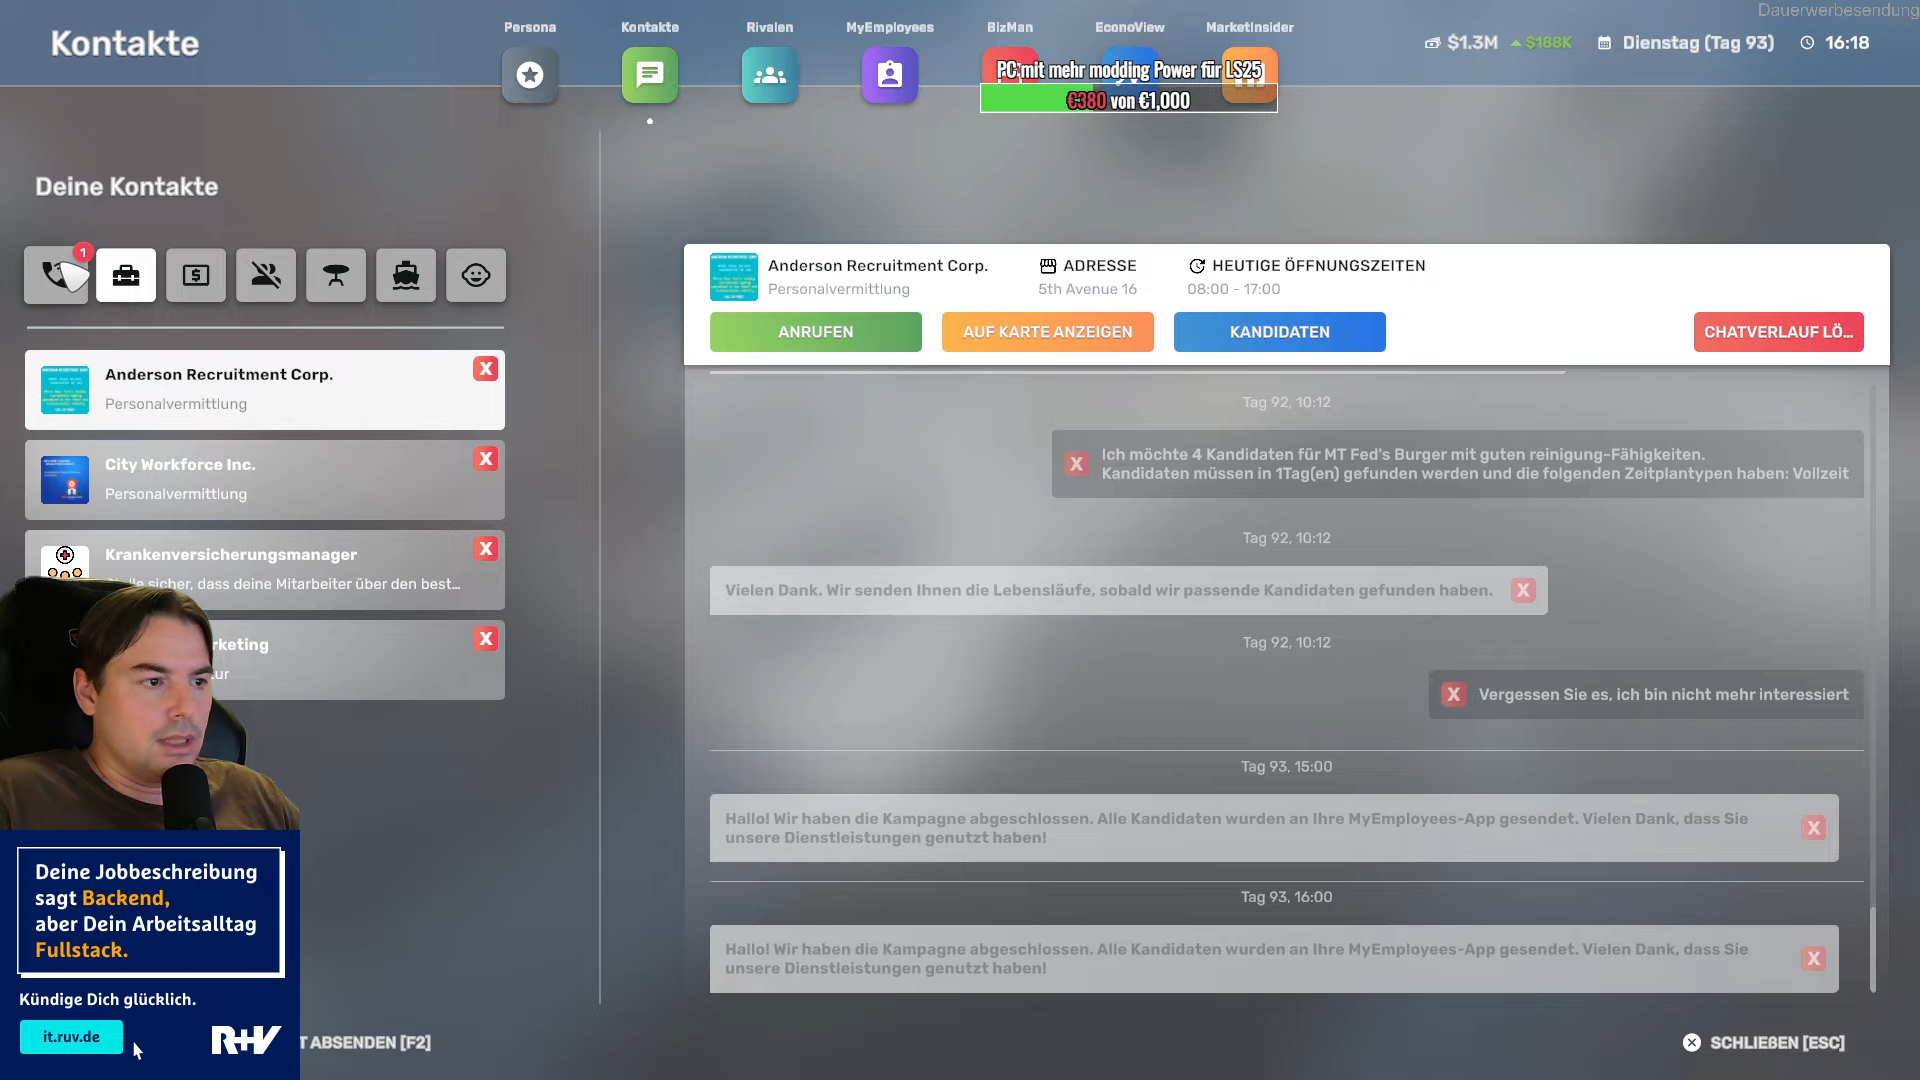 Kontakte
Persona
Kontakte
Rivalen
MyEmployees
BizMan
EconoView
MarketInsider
PC mit mehr modding Power für LS25
€380 von €1,000
Dauerwerbesendung
$1.3M
$188K
Dienstag (Tag 93)
16:18
Deine Kontakte
1
Anderson Recruitment Corp.
Personalvermittlung
X
City Workforce Inc.
Personalvermittlung
X
Krankenversicherungsmanager
sicher, dass deine Mitarbeiter über den best...
X
rketing
ur
X
Anderson Recruitment Corp.
Personalvermittlung
ADRESSE
5th Avenue 16
HEUTIGE ÖFFNUNGSZEITEN
08:00 - 17:00
ANRUFEN
AUF KARTE ANZEIGEN
KANDIDATEN
CHATVERLAUF LÖ...
Tag 92, 10:12
X
Ich möchte 4 Kandidaten für MT Fed's Burger mit guten reinigung-Fähigkeiten.
Kandidaten müssen in 1Tag(en) gefunden werden und die folgenden Zeitplantypen haben: Vollzeit
Tag 92, 10:12
Vielen Dank. Wir senden Ihnen die Lebensläufe, sobald wir passende Kandidaten gefunden haben.
X
Tag 92, 10:12
X
Vergessen Sie es, ich bin nicht mehr interessiert
Tag 93, 15:00
Hallo! Wir haben die Kampagne abgeschlossen. Alle Kandidaten wurden an Ihre MyEmployees-App gesendet. Vielen Dank, dass Sie
unsere Dienstleistungen genutzt haben!
X
Tag 93, 16:00
Hallo! Wir haben die Kampagne abgeschlossen. Alle Kandidaten wurden an Ihre MyEmployees-App gesendet. Vielen Dank, dass Sie
unsere Dienstleistungen genutzt haben!
X
Deine Jobbeschreibung
sagt Backend,
aber Dein Arbeitsalltag
Fullstack.
Kündige Dich glücklich.
it.ruv.de
R+V
T ABSENDEN [F2]
SCHLIEẞEN [ESC]